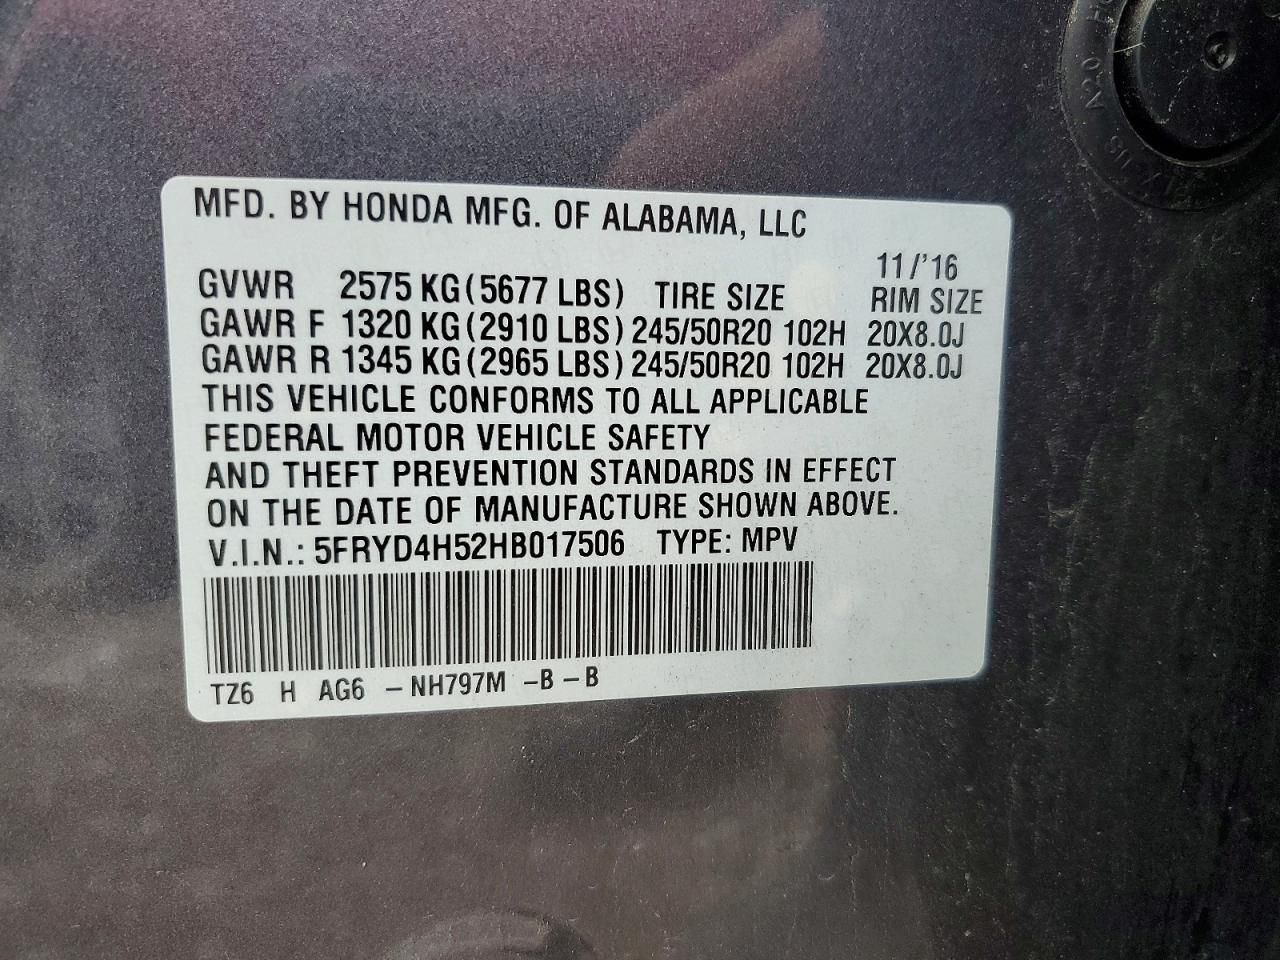 MFD. BY HONDA MFG. OF ALABAMA, LLC
11/'16
GVWR 2575 KG (5677 LBS) TIRE SIZE RIM SIZE
GAWR F 1320 KG (2910 LBS) 245/50R20 102H 20X8.0J
GAWR R 1345 KG (2965 LBS) 245/50R20 102H 20X8.0J
THIS VEHICLE CONFORMS TO ALL APPLICABLE
FEDERAL MOTOR VEHICLE SAFETY
AND THEFT PREVENTION STANDARDS IN EFFECT
ON THE DATE OF MANUFACTURE SHOWN ABOVE.
V.I.N.: 5FRYD4H52HB017506 TYPE: MPV
TZ6 H AG6 -NH797M -B -B